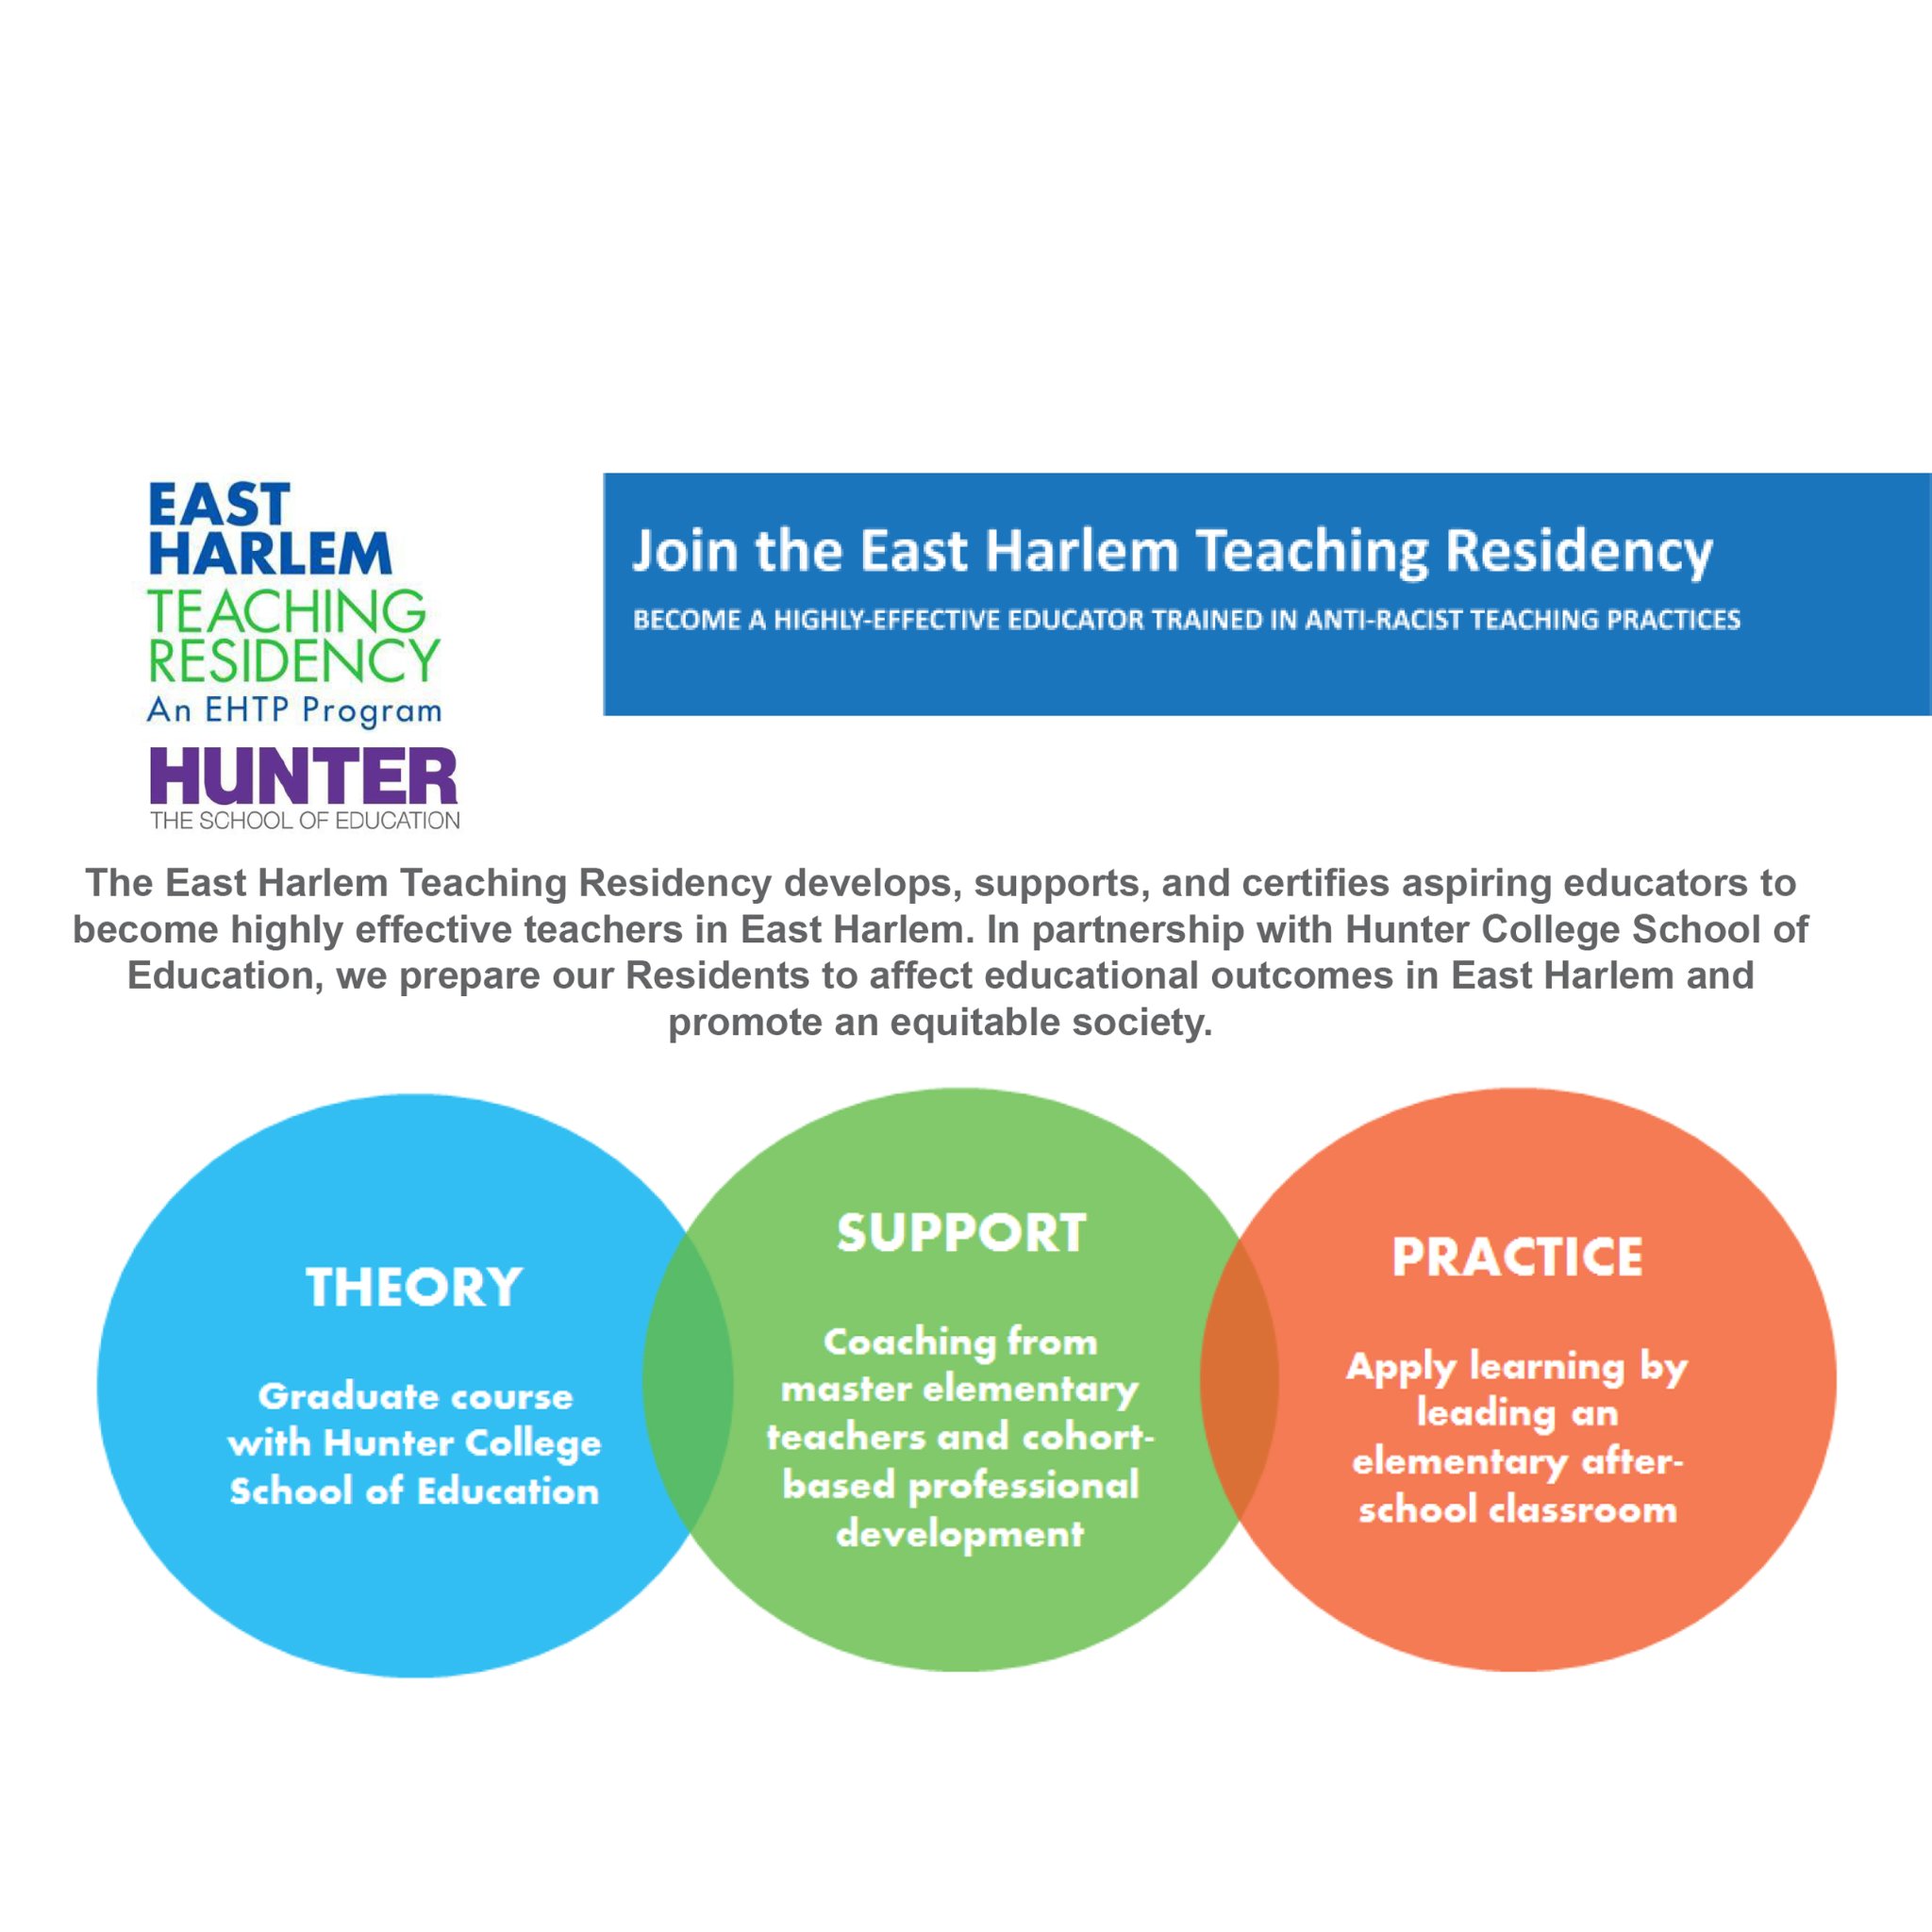 EAST
HARLEM
TEACHING
RESIDENCY
An EHTP Program
HUNTER
THE SCHOOL OF EDUCATION
Join the East Harlem Teaching Residency
BECOME A HIGHLY-EFFECTIVE EDUCATOR TRAINED IN ANTI-RACIST TEACHING PRACTICES
The East Harlem Teaching Residency develops, supports, and certifies aspiring educators to
become highly effective teachers in East Harlem. In partnership with Hunter College School of
Education, we prepare our Residents to affect educational outcomes in East Harlem and
promote an equitable society.
THEORY
Graduate course
with Hunter College
School of Education
SUPPORT
Coaching from
master elementary
teachers and cohort-
based professional
development
PRACTICE
Apply learning by
leading an
elementary after-
school classroom